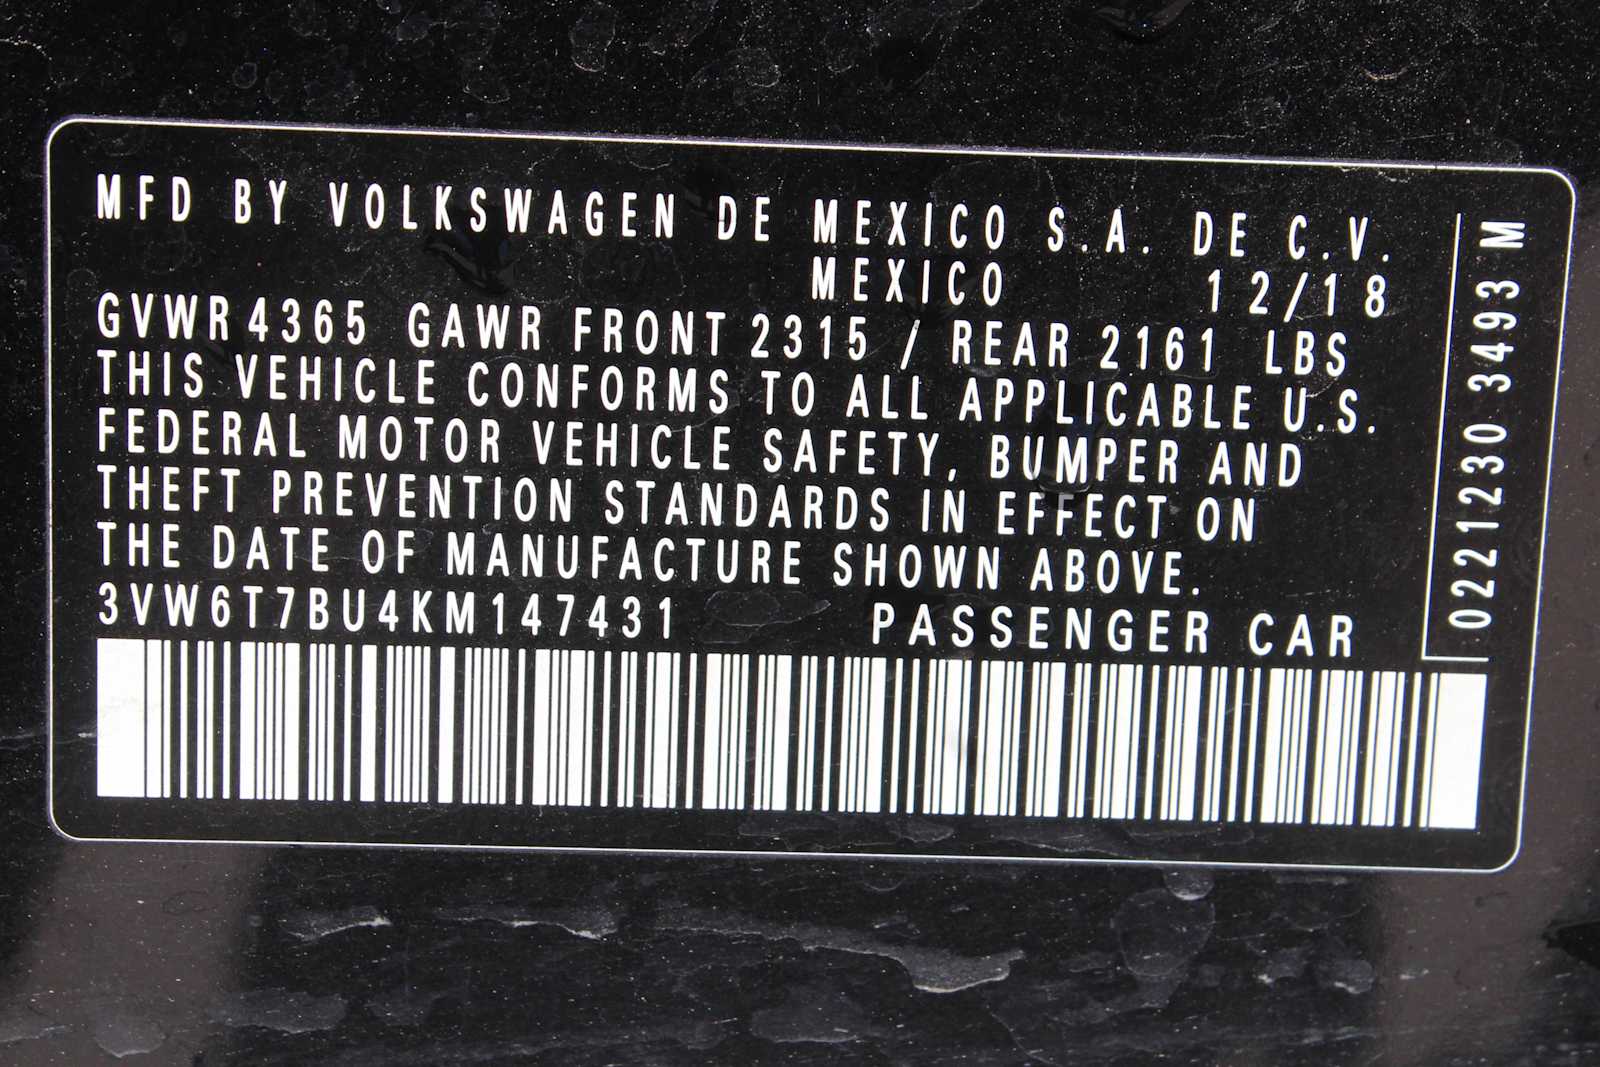 MFD BY VOLKSWAGEN DE MEXICO S.A. DE C.V.
MEXICO 12/18
GVWR 4365 GAWR FRONT 2315 / REAR 2161 LBS
THIS VEHICLE CONFORMS TO ALL APPLICABLE U.S.
FEDERAL MOTOR VEHICLE SAFETY, BUMPER AND
THEFT PREVENTION STANDARDS IN EFFECT ON
THE DATE OF MANUFACTURE SHOWN ABOVE.
3VW6T7BU4KM147431 PASSENGER CAR
0221230 3493 M